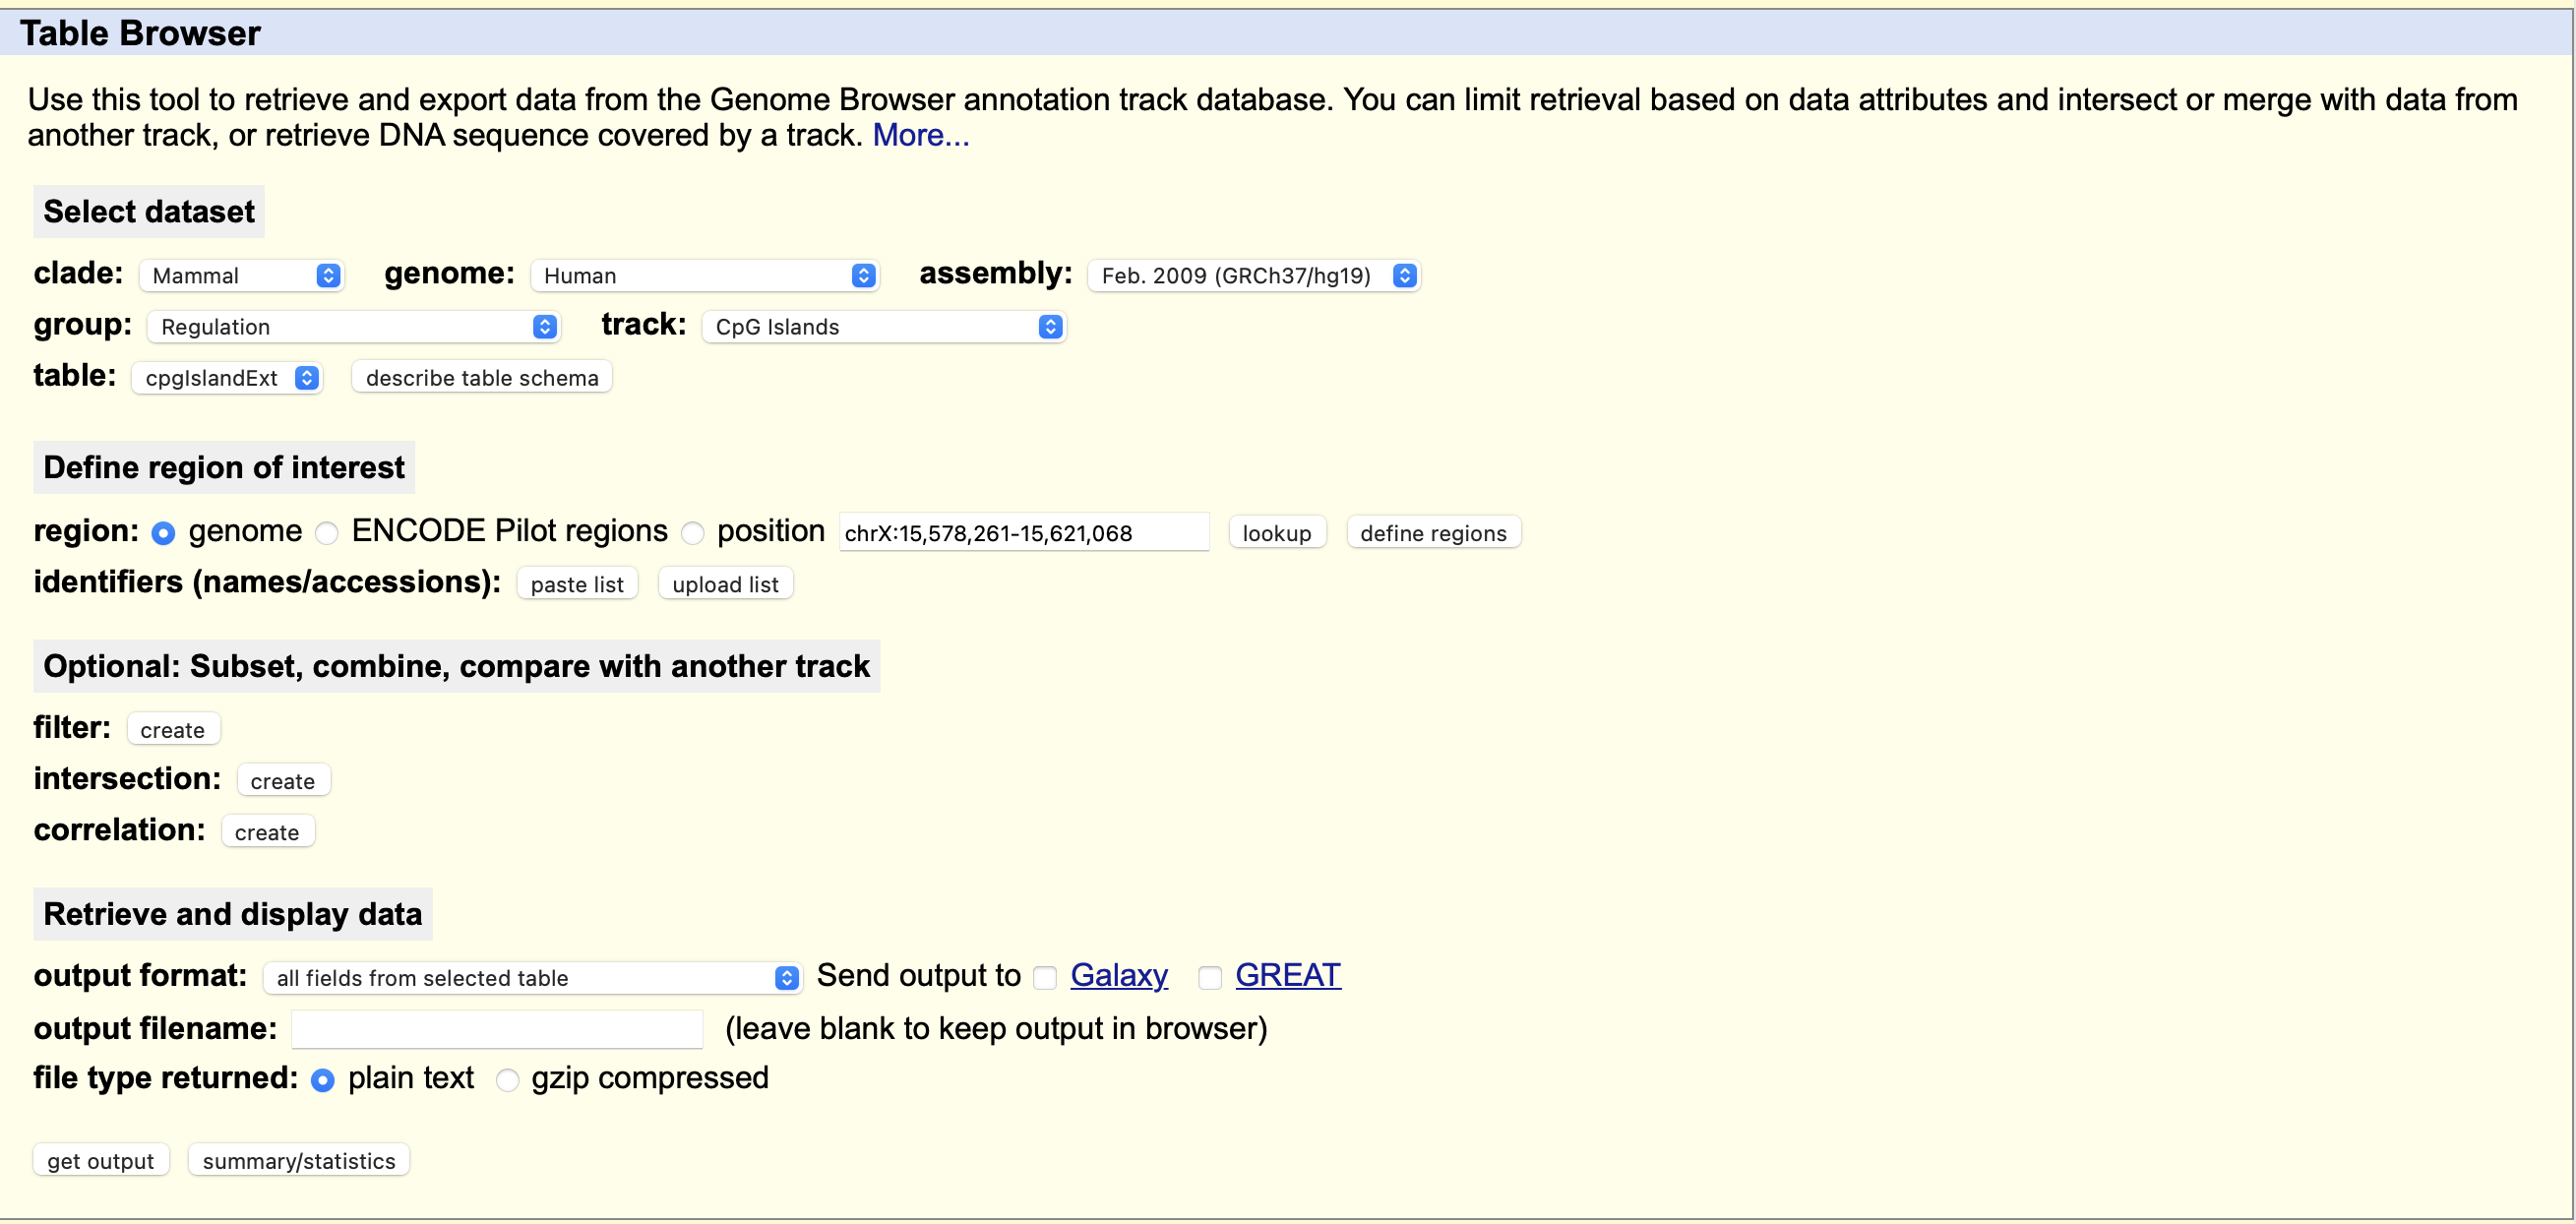 Table Browser
Use this tool to retrieve and export data from the Genome Browser annotation track database. You can limit retrieval based on data attributes and intersect or merge with data from
another track, or retrieve DNA sequence covered by a track. More...
Select dataset
clade: Mammal genome: Human assembly: Feb. 2009 (GRCh37/hg19)
group: Regulation track: CpG Islands
table: cpgIslandExt describe table schema
Define region of interest
region: genome ENCODE Pilot regions position chrX:15,578,261-15,621,068 lookup define regions
identifiers (names/accessions): paste list upload list
Optional: Subset, combine, compare with another track
filter: create
intersection: create
correlation: create
Retrieve and display data
output format: all fields from selected table Send output to Galaxy GREAT
output filename: (leave blank to keep output in browser)
file type returned: plain text gzip compressed
get output summary/statistics